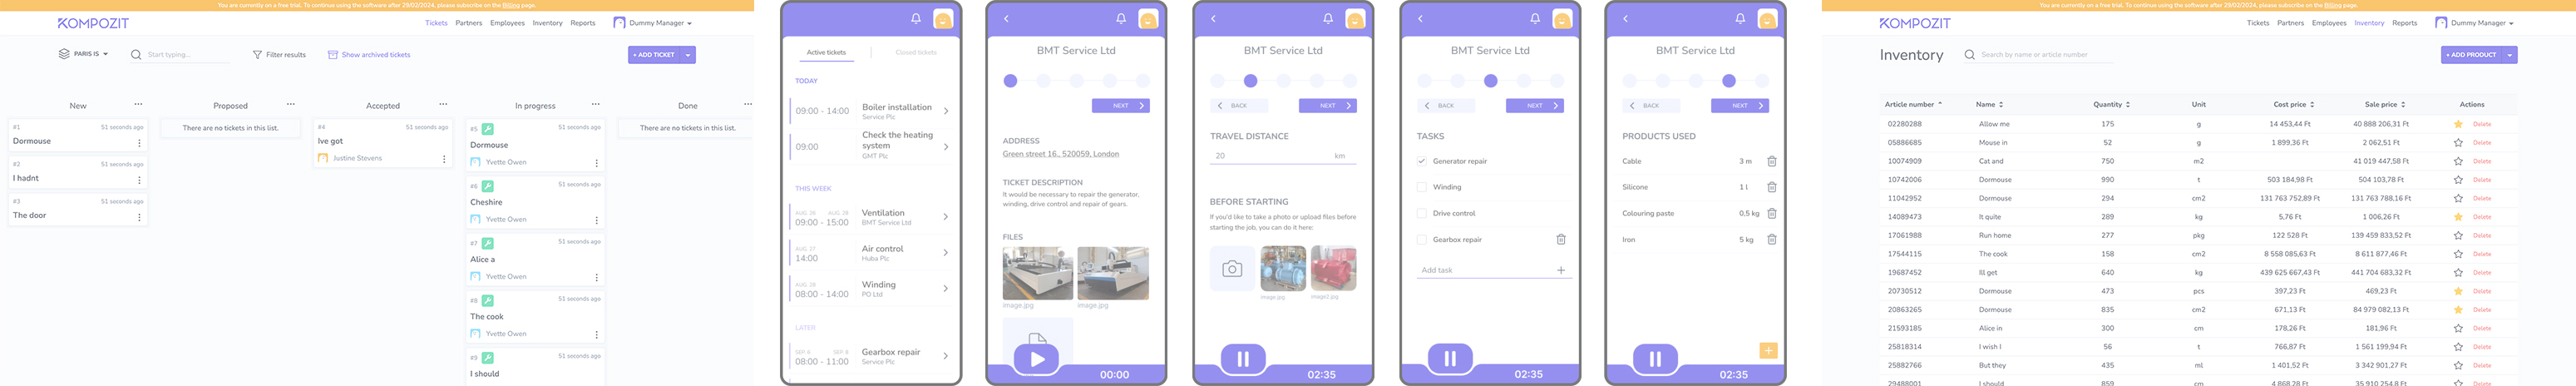 You are currently on a free trial. To continue using the software after 29/02/2024, please subscribe on the Billing page.
KOMPOZIT
Tickets Partners Employees Inventory Reports Dummy Manager
PARIS IS Start typing... Filter results Show archived tickets + ADD TICKET
New Proposed Accepted In progress Done
#1 51 seconds ago
Dormouse
#2 51 seconds ago
I hadnt
#3 51 seconds ago
The door
There are no tickets in this list.
#4 51 seconds ago
Ive got
Justine Stevens
#5 51 seconds ago
Dormouse
Yvette Owen
#6 51 seconds ago
Cheshire
Yvette Owen
#7 51 seconds ago
Alice a
Yvette Owen
#8 51 seconds ago
The cook
Yvette Owen
#9 51 seconds ago
I should
There are no tickets in this list.
Active tickets Closed tickets
TODAY
09:00 - 14:00 Boiler installation
Service Plc
09:00 Check the heating
system
GMT Plc
THIS WEEK
AUG. 28
09:00 - 15:00 Ventilation
BMT Service Ltd
AUG. 27
14:00 Air control
Huba Plc
08:00 - 14:00 Winding
PO Ltd
LATER
SEP. 6 SEP. 8
08:00 - 11:00 Gearbox repair
Service Plc
BMT Service Ltd
NEXT
ADDRESS
Green street 16., 520059, London
TICKET DESCRIPTION
It would be necessary to repair the generator,
winding, drive control and repair of gears.
FILES
image.jpg image.jpg
00:00
BMT Service Ltd
BACK NEXT
TRAVEL DISTANCE
20 km
BEFORE STARTING
If you'd like to take a photo or upload files before
starting the job, you can do it here:
image.jpg image2.jpg
02:35
BMT Service Ltd
BACK NEXT
TASKS
Generator repair
Winding
Drive control
Gearbox repair
Add task +
02:35
BMT Service Ltd
BACK NEXT
PRODUCTS USED
Cable 3 m
Silicone 1 l
Colouring paste 0,5 kg
Iron 5 kg
+
02:35
You are currently on a free trial. To continue using the software after 29/02/2024, please subscribe on the Billing page.
KOMPOZIT
Tickets Partners Employees Inventory Reports Dummy Manager
Inventory Search by name or article number + ADD PRODUCT
Article number Name Quantity Unit Cost price Sale price Actions
02280288 Allow me 175 g 14 453,44 Ft 40 888 206,31 Ft Delete
05886685 Mouse in 52 g 1 899,36 Ft 2 062,51 Ft Delete
10074909 Cat and 750 m2 41 019 447,58 Ft Delete
10742006 Dormouse 990 t 503 184,98 Ft 504 103,78 Ft Delete
11042952 Dormouse 294 cm2 131 763 752,89 Ft 131 763 788,16 Ft Delete
14089473 It quite 289 kg 5,76 Ft 1 006,26 Ft Delete
17061988 Run home 277 pkg 122 528 Ft 139 459 833,52 Ft Delete
17544115 The cook 158 cm2 8 558 085,63 Ft 8 611 877,46 Ft Delete
19687452 Ill get 640 kg 439 625 667,43 Ft 441 704 683,32 Ft Delete
20730512 Dormouse 473 pcs 397,23 Ft 469,23 Ft Delete
20863265 Dormouse 835 cm2 671,13 Ft 84 979 082,13 Ft Delete
21593185 Alice in 300 cm 178,26 Ft 181,96 Ft Delete
25818314 I wish I 56 t 766,87 Ft 1 561 199,94 Ft Delete
25882766 But they 435 ml 1 401,52 Ft 3 342 901,27 Ft Delete
29488001 I should 859 cm 4 868,28 Ft 35 910 254,8 Ft Delete